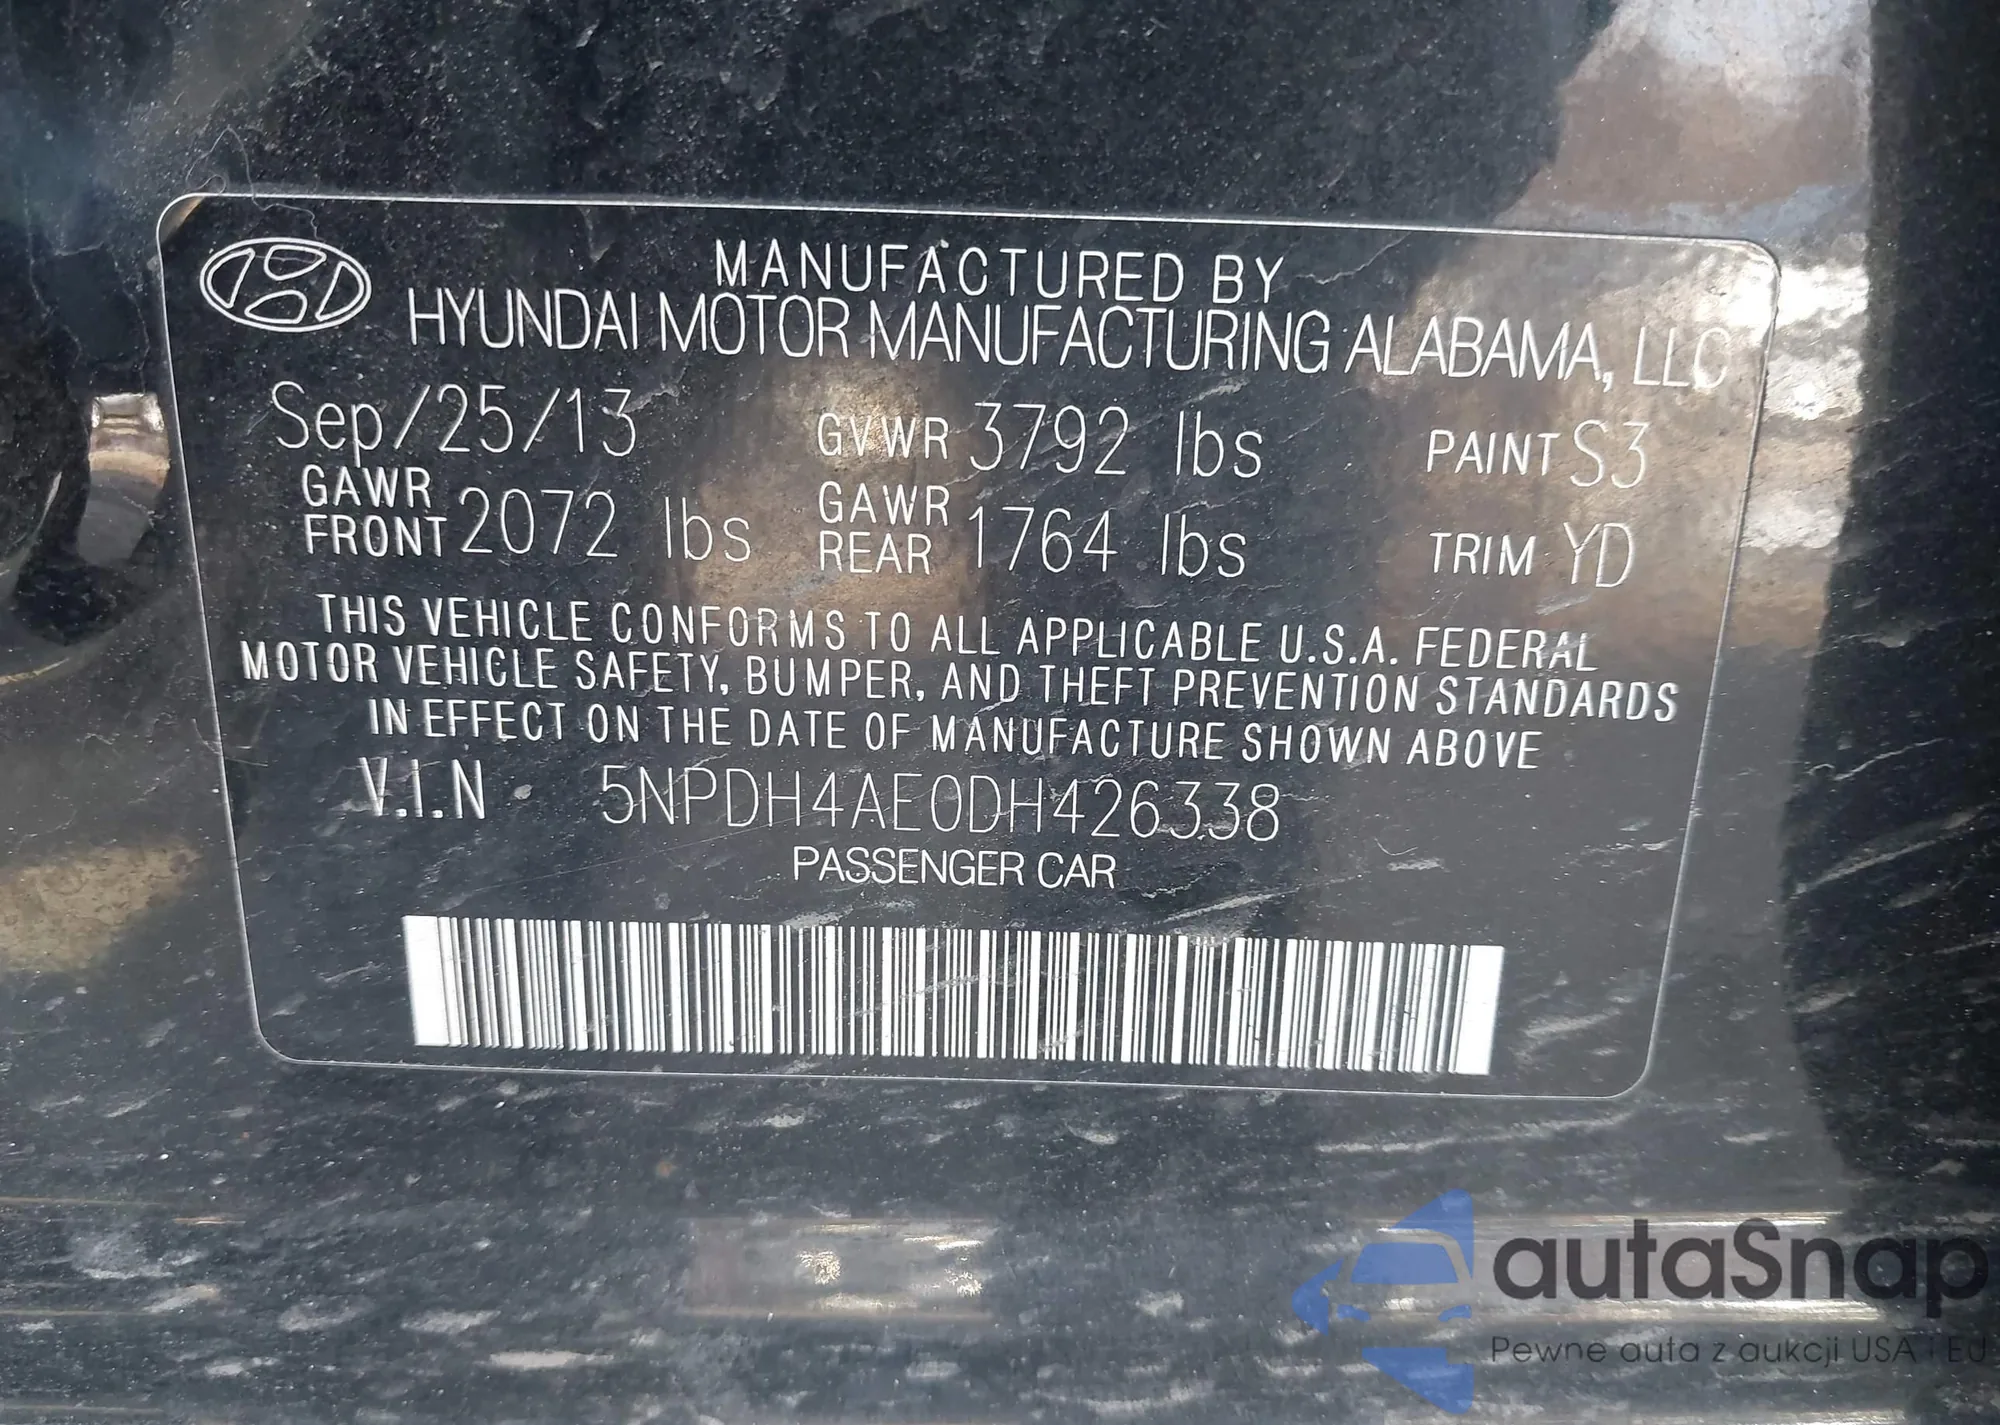 MANUFACTURED BY
HYUNDAI MOTOR MANUFACTURING ALABAMA, LLC
Sep/25/13 GVWR 3792 lbs PAINT S3
GAWR FRONT 2072 lbs GAWR REAR 1764 lbs TRIM YD
THIS VEHICLE CONFORMS TO ALL APPLICABLE U.S.A. FEDERAL
MOTOR VEHICLE SAFETY, BUMPER, AND THEFT PREVENTION STANDARDS
IN EFFECT ON THE DATE OF MANUFACTURE SHOWN ABOVE
V.I.N 5NPDH4AE0DH426338
PASSENGER CAR
autaSnap
Pewne auta z aukcji USA i EU